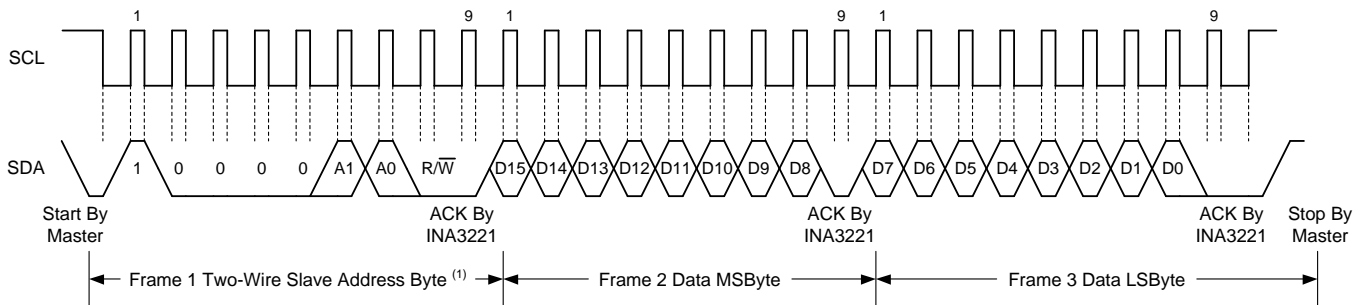 1 9 1 9 1 9
SCL
SDA 1 0 0 0 0 A1 A0 R/W̅ D15 D14 D13 D12 D11 D10 D9 D8 D7 D6 D5 D4 D3 D2 D1 D0
Start By
Master
ACK By
INA3221
ACK By
INA3221
ACK By
INA3221
Stop By
Master
Frame 1 Two-Wire Slave Address Byte (1)
Frame 2 Data MSByte
Frame 3 Data LSByte